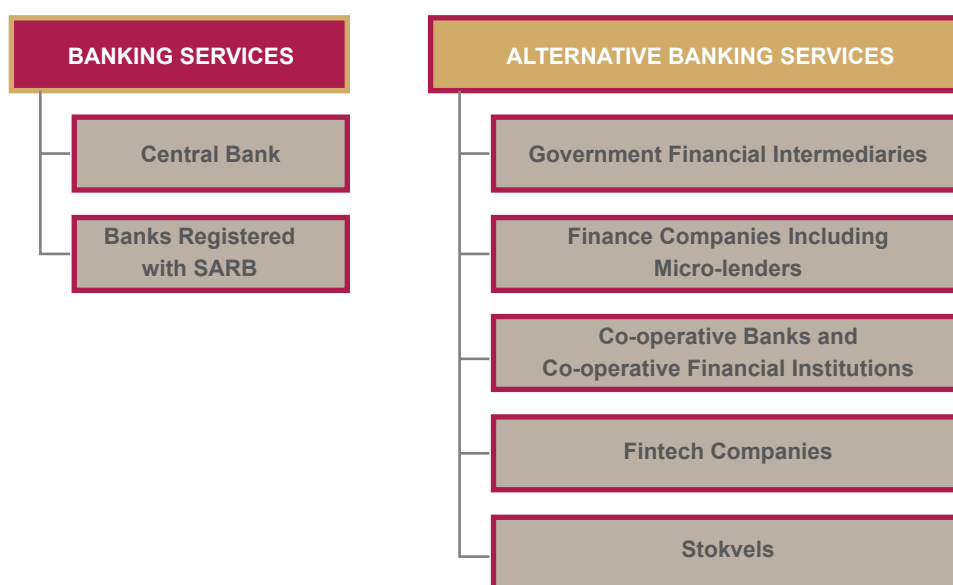 BANKING SERVICES
Central Bank
Banks Registered
with SARB
ALTERNATIVE BANKING SERVICES
Government Financial Intermediaries
Finance Companies Including
Micro-lenders
Co-operative Banks and
Co-operative Financial Institutions
Fintech Companies
Stokvels